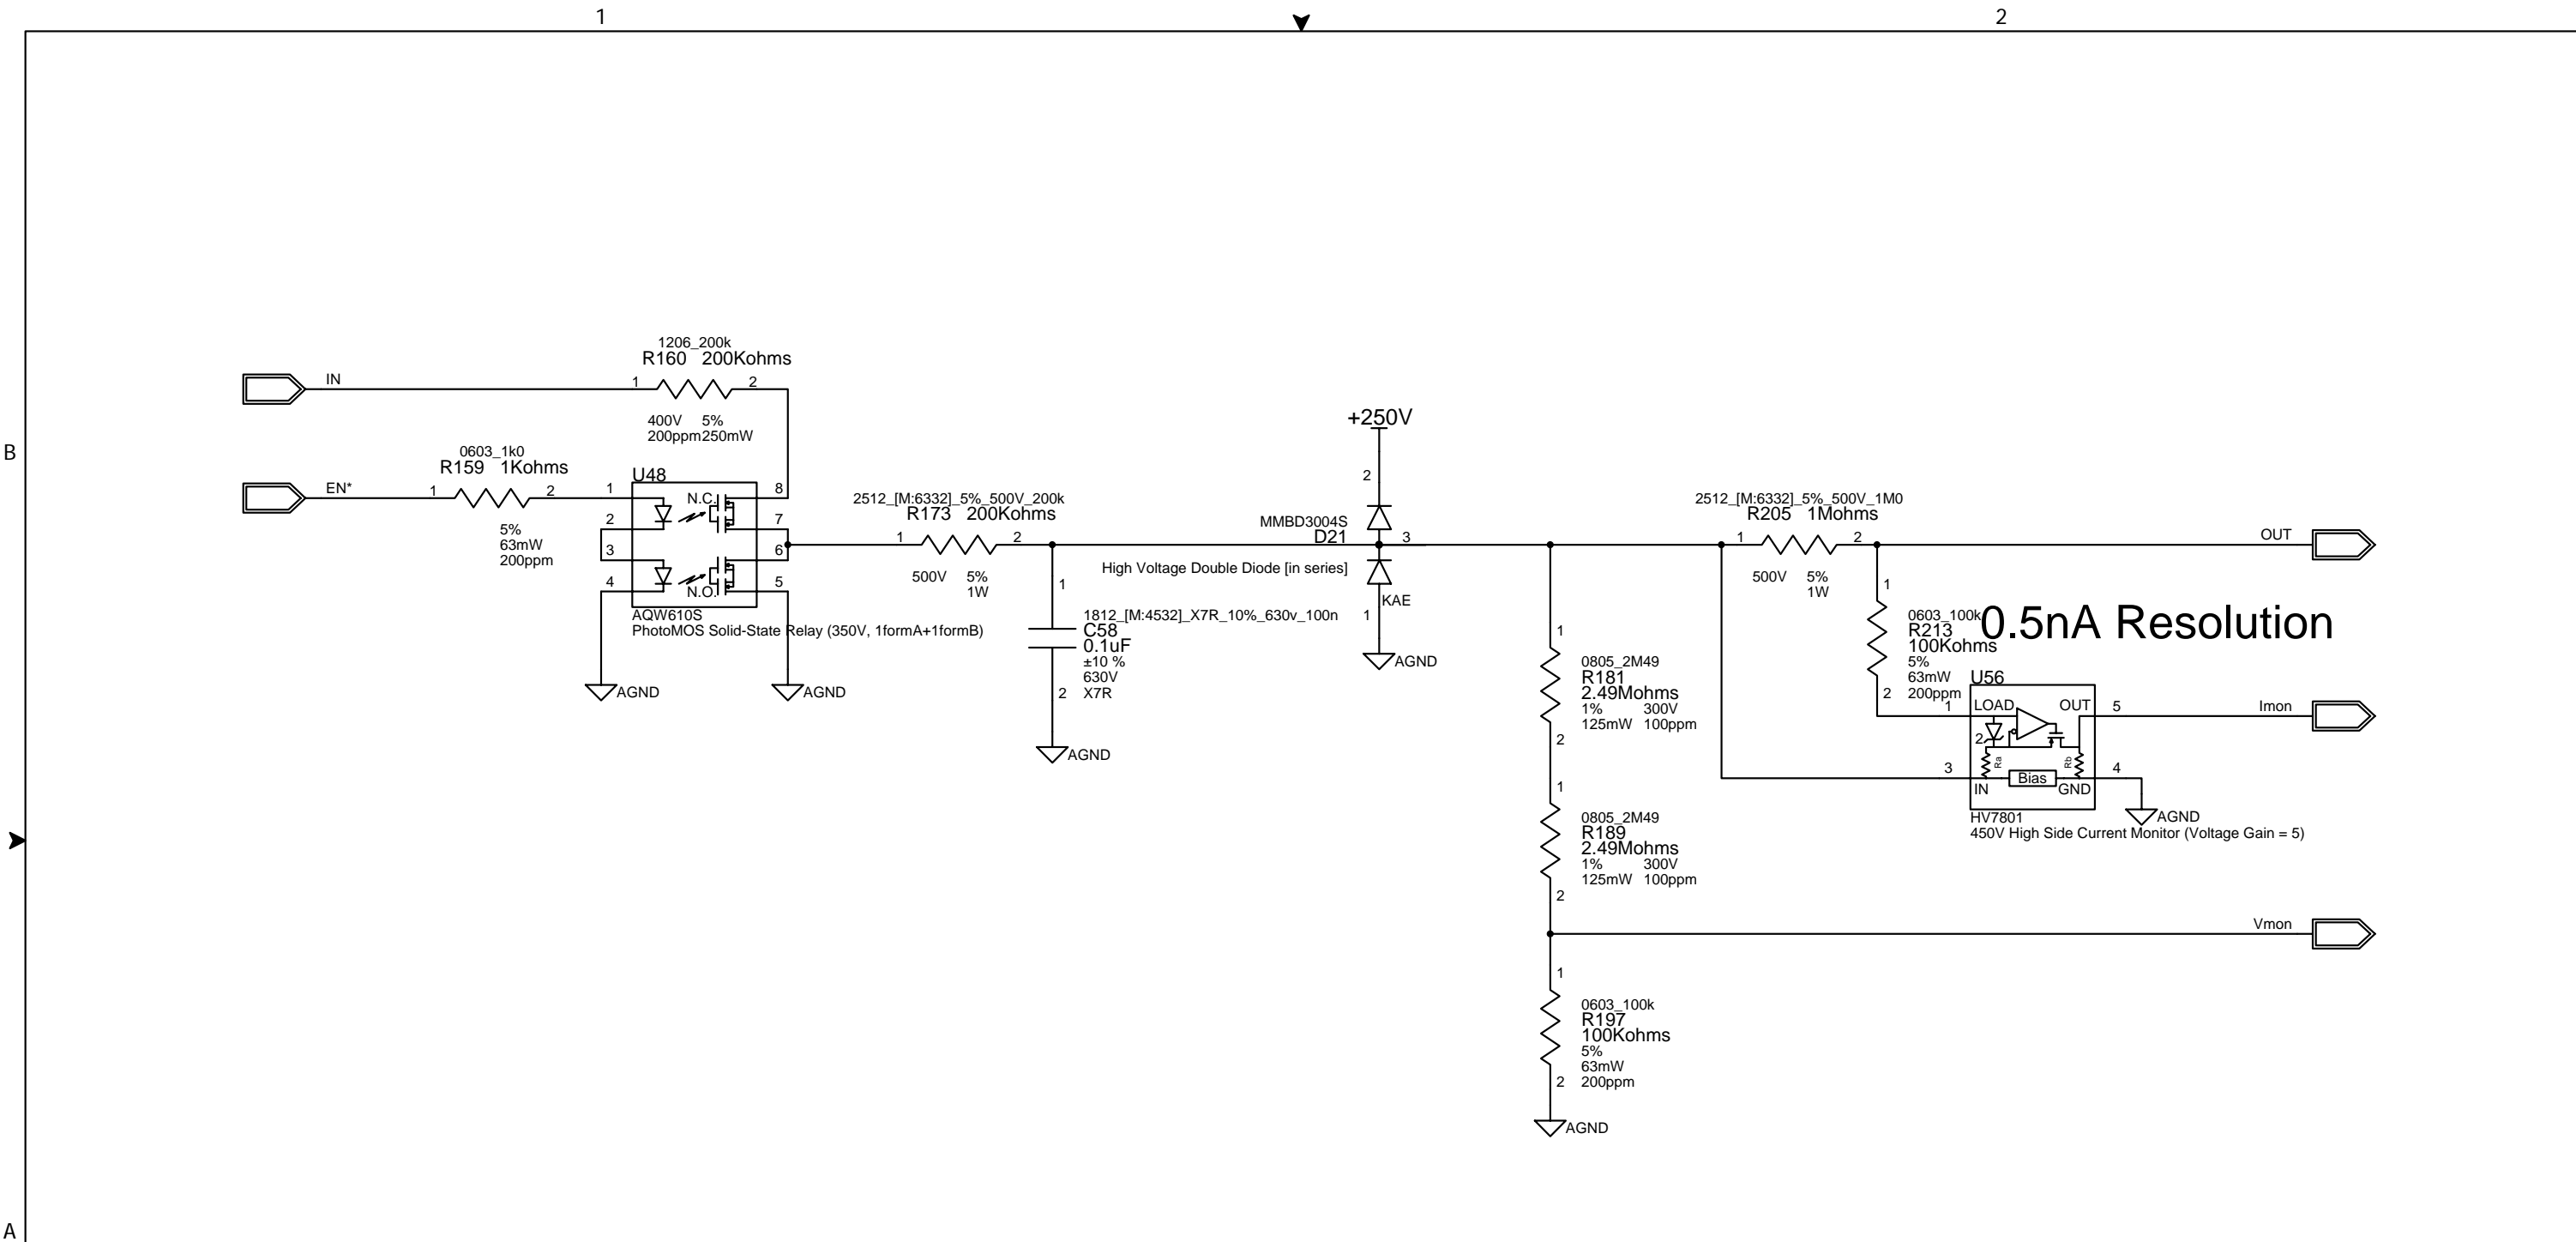 1
2
B
A
1206_200k
R160 200Kohms
IN
1
2
400V 5%
200ppm250mW
0603_1k0
R159 1Kohms
EN*
1
2
5%
63mW
200ppm
U48
1
2
3
4
N.C.
N.O.
8
7
6
5
AQW610S
PhotoMOS Solid-State Relay (350V, 1formA+1formB)
AGND
AGND
2512_[M:6332]_5%_500V_200k
R173 200Kohms
1
2
500V 5%
1W
1
1812_[M:4532]_X7R_10%_630v_100n
C58
0.1uF
±10 %
630V
2 X7R
AGND
+250V
2
MMBD3004S
D21
3
High Voltage Double Diode [in series]
KAE
1
AGND
1
0805_2M49
R181
2.49Mohms
1% 300V
125mW 100ppm
2
1
0805_2M49
R189
2.49Mohms
1% 300V
125mW 100ppm
2
Vmon
1
0603_100k
R197
100Kohms
5%
63mW
2 200ppm
AGND
2512_[M:6332]_5%_500V_1M0
R205 1Mohms
1
2
500V 5%
1W
OUT
1
0603_100k
R213
100Kohms
5%
63mW
2 200ppm
0.5nA Resolution
U56
1
LOAD
OUT
5
Imon
2
Ra
Rb
3
Bias
4
IN
GND
AGND
HV7801
450V High Side Current Monitor (Voltage Gain = 5)